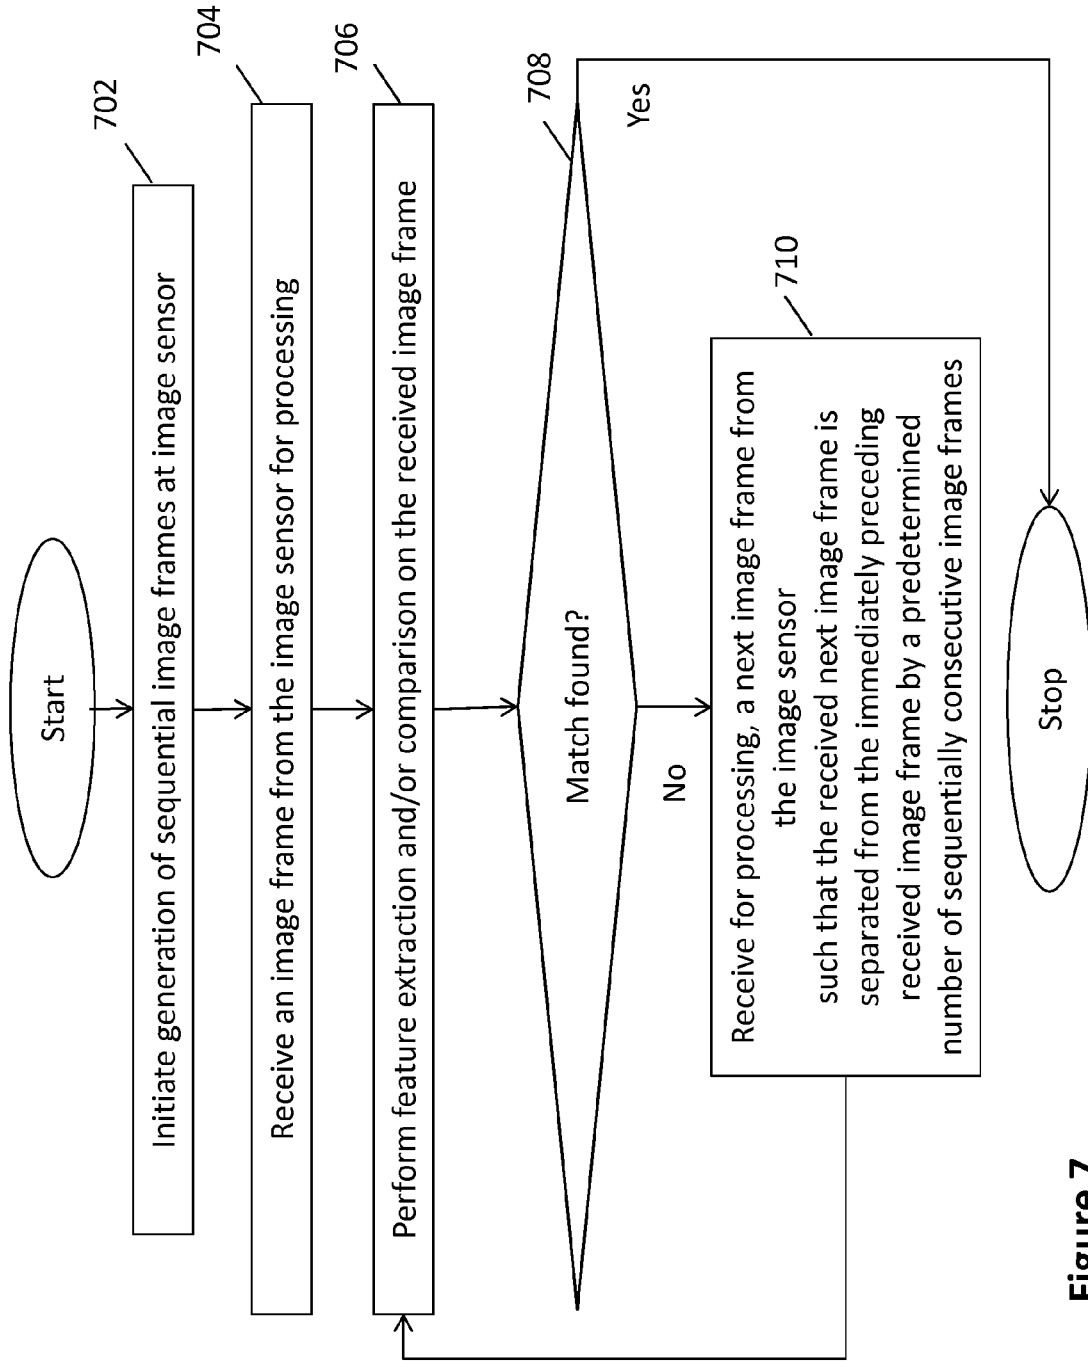 Start
702
Initiate generation of sequential image frames at image sensor
704
Receive an image frame from the image sensor for processing
706
Perform feature extraction and/or comparison on the received image frame
708
Match found?
Yes
No
710
Receive for processing, a next image frame from
the image sensor
such that the received next image frame is
separated from the immediately preceding
received image frame by a predetermined
number of sequentially consecutive image frames
Stop
Figure 7